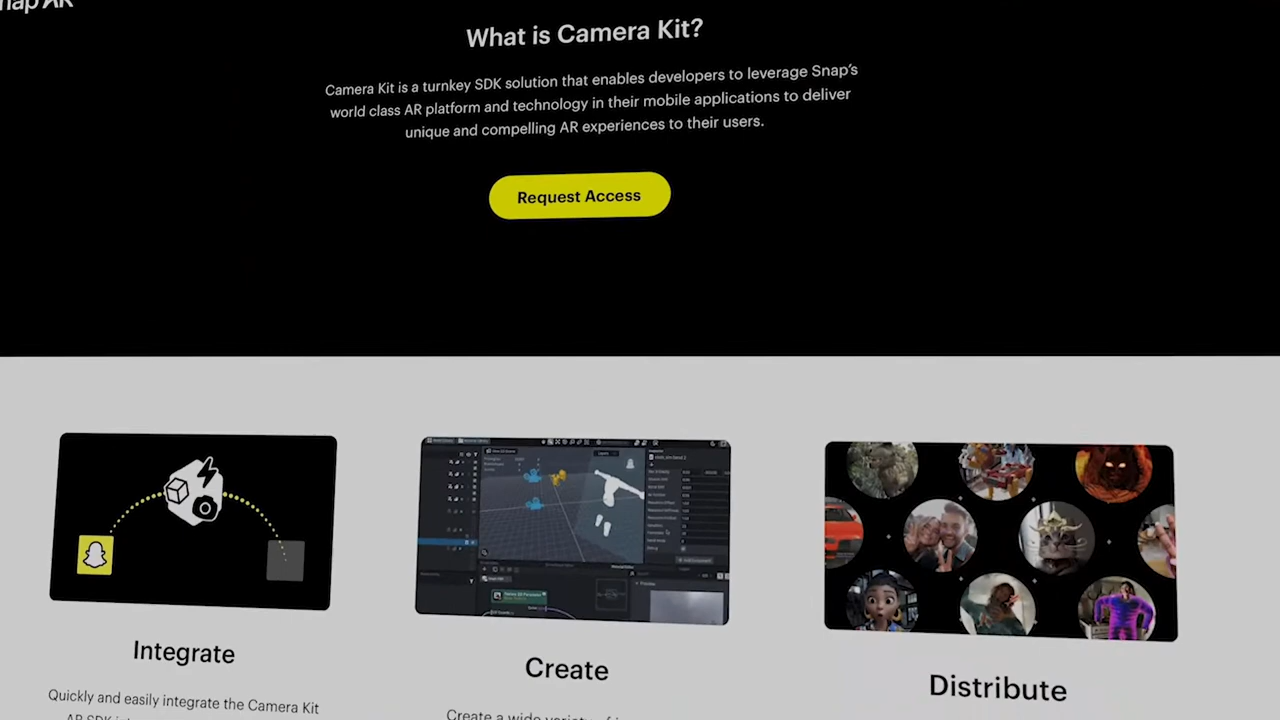 What is Camera Kit?
Camera Kit is a turnkey SDK solution that enables developers to leverage Snap's
world class AR platform and technology in their mobile applications to deliver
unique and compelling AR experiences to their users.
Request Access
Integrate
Create
Distribute
Quickly and easily integrate the Camera Kit
Create a wide variety of